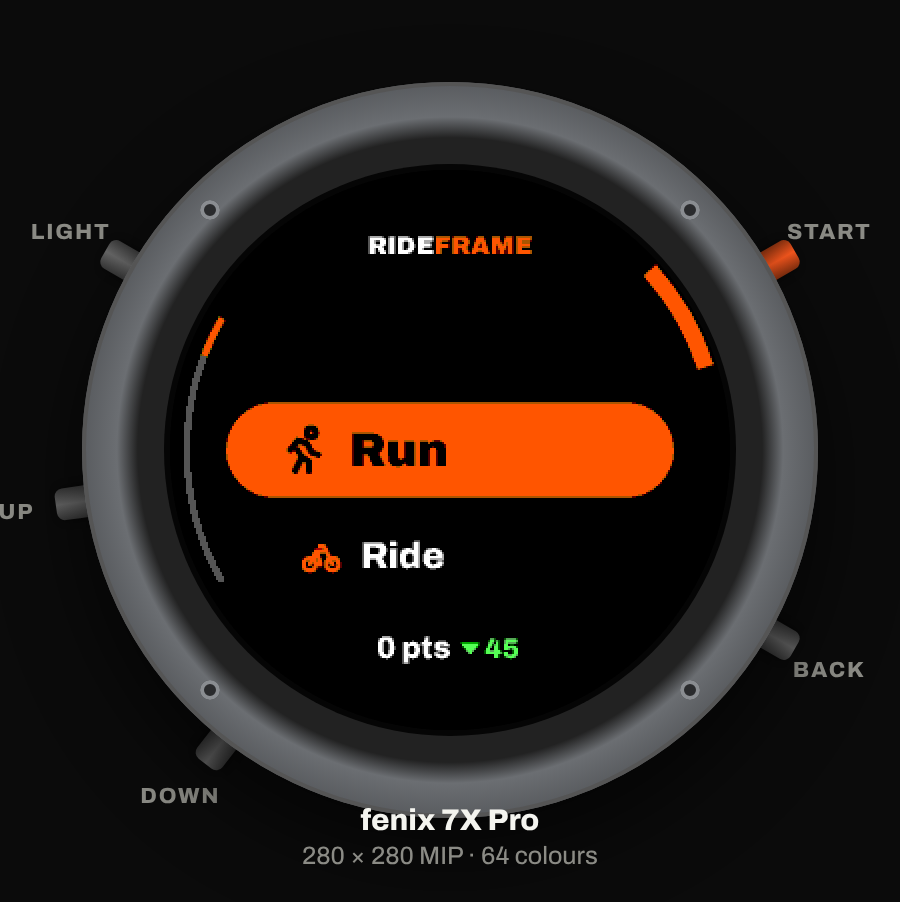 LIGHT
START
RIDEFRAME
Run
UP
Ride
0 pts 45
BACK
DOWN
fenix 7X Pro
280 × 280 MIP · 64 colours